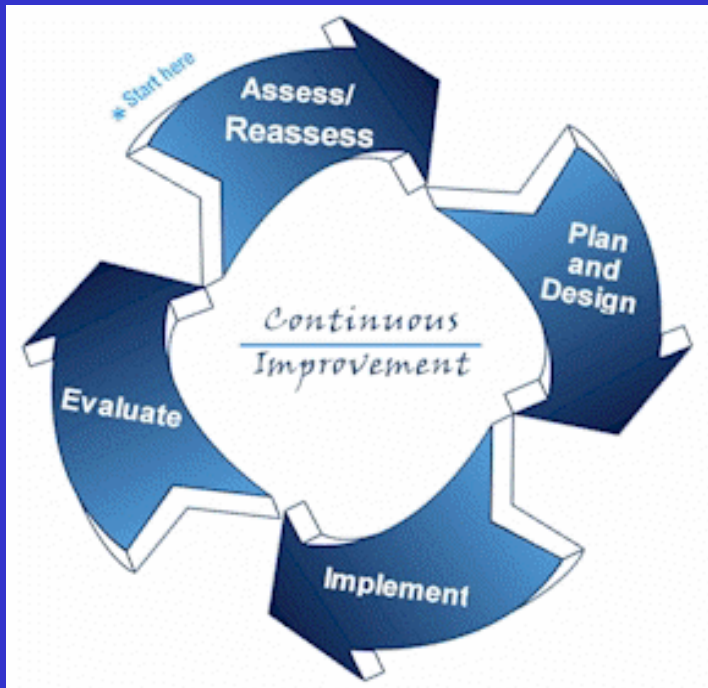 * Start here
Assess/
Reassess
Plan
and
Design
Continuous
Improvement
Evaluate
Implement